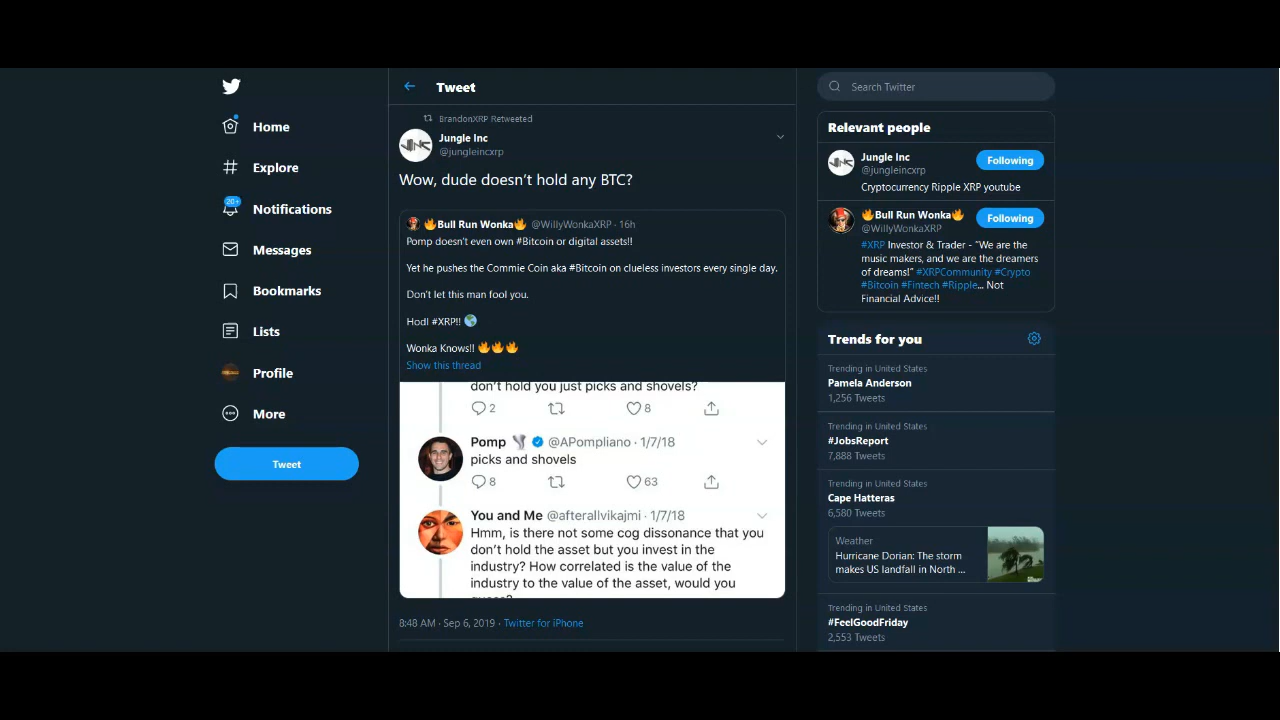 Home
Explore
20+
Notifications
Messages
Bookmarks
Lists
Profile
More
Tweet
Tweet
BrandonXRP Retweeted
Jungle Inc
@jungleincxrp
Wow, dude doesn't hold any BTC?
🔥Bull Run Wonka🔥 @WillyWonkaXRP · 16h
Pomp doesn't even own #Bitcoin or digital assets!!
Yet he pushes the Commie Coin aka #Bitcoin on clueless investors every single day.
Don't let this man fool you.
Hodl #XRP!! 🌎
Wonka Knows!! 🔥🔥🔥
Show this thread
don't hold you just picks and shovels?
2 8
Pomp @APompliano · 1/7/18
picks and shovels
8 63
You and Me @afterallvikajmi · 1/7/18
Hmm, is there not some cog dissonance that you
don't hold the asset but you invest in the
industry? How correlated is the value of the
industry to the value of the asset, would you
8:48 AM · Sep 6, 2019 · Twitter for iPhone
Search Twitter
Relevant people
JNC
Jungle Inc
@jungleincxrp
Following
Cryptocurrency Ripple XRP youtube
🔥Bull Run Wonka🔥
@WillyWonkaXRP
Following
#XRP Investor & Trader - "We are the
music makers, and we are the dreamers
of dreams!" #XRPCommunity #Crypto
#Bitcoin #Fintech #Ripple... Not
Financial Advice!!
Trends for you
Trending in United States
Pamela Anderson
1,256 Tweets
Trending in United States
#JobsReport
7,888 Tweets
Trending in United States
Cape Hatteras
6,580 Tweets
Weather
Hurricane Dorian: The storm
makes US landfall in North ...
Trending in United States
#FeelGoodFriday
2,553 Tweets